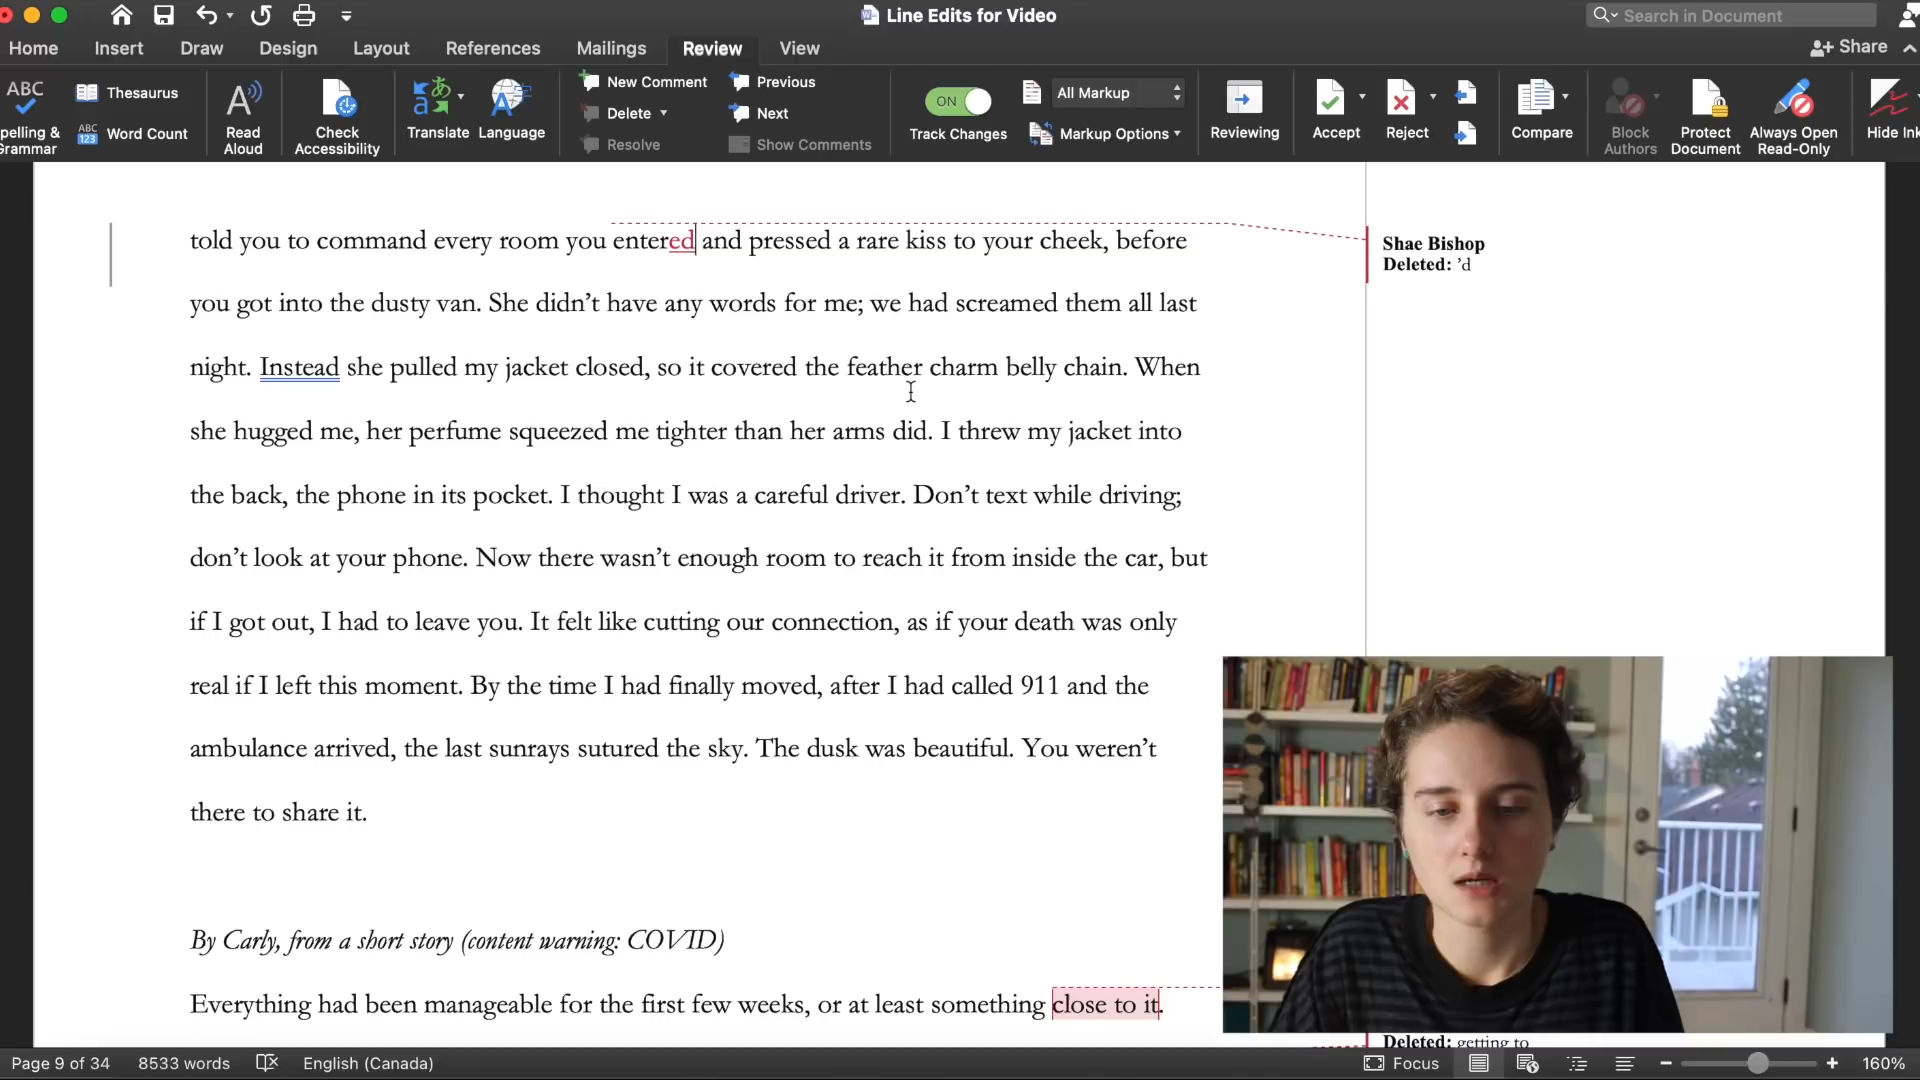 Line Edits for Video
Search in Document
Home Insert Draw Design Layout References Mailings Review View Share
ABC
pelling &
Grammar
Thesaurus
ABC
123
Word Count
A
Read
Aloud
Check
Accessibility
a あ
Translate
A
Language
New Comment
Delete
Resolve
Previous
Next
Show Comments
ON
Track Changes
All Markup
Markup Options
Reviewing
Accept
Reject
Compare
Block
Authors
Protect
Document
Always Open
Read-Only
Hide Ink
told you to command every room you entered and pressed a rare kiss to your cheek, before
you got into the dusty van. She didn’t have any words for me; we had screamed them all last
night. Instead she pulled my jacket closed, so it covered the feather charm belly chain. When
she hugged me, her perfume squeezed me tighter than her arms did. I threw my jacket into
the back, the phone in its pocket. I thought I was a careful driver. Don’t text while driving;
don’t look at your phone. Now there wasn’t enough room to reach it from inside the car, but
if I got out, I had to leave you. It felt like cutting our connection, as if your death was only
real if I left this moment. By the time I had finally moved, after I had called 911 and the
ambulance arrived, the last sunrays sutured the sky. The dusk was beautiful. You weren’t
there to share it.
By Carly, from a short story (content warning: COVID)
Everything had been manageable for the first few weeks, or at least something close to it.
Shae Bishop
Deleted: ’d
Deleted: getting to
Page 9 of 34 8533 words English (Canada) Focus 160%